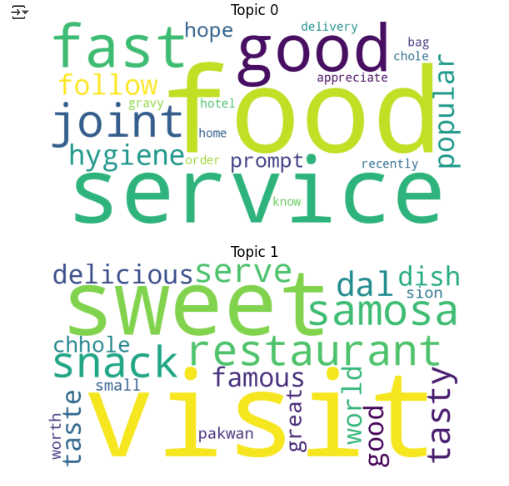 Topic 0
fast hope good delivery
bag
chole
follow food appreciate popular
gravy hotel
joint home
hygiene order prompt recently
service know
Topic 1
delicious serve dal dish
sweet sion
samosa
chhole snack restaurant
small famous world
visit greats good tasty
worth taste pakwan